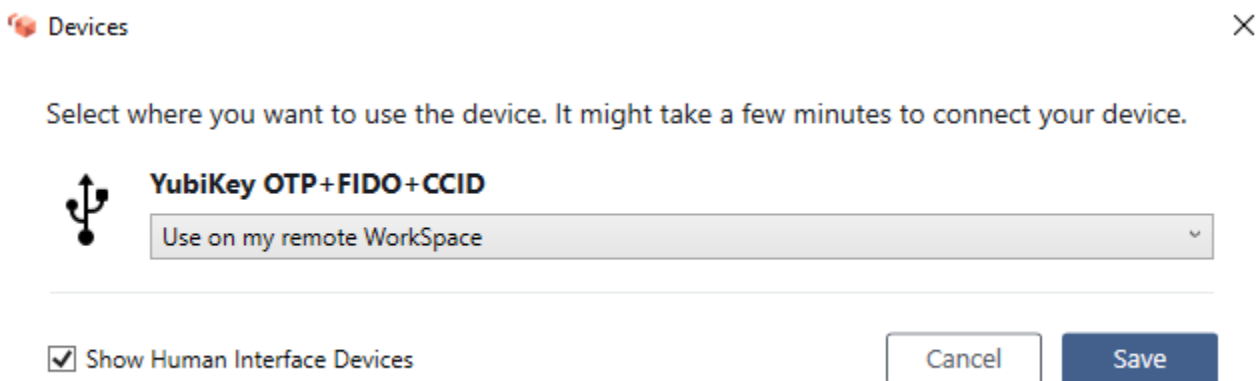 Devices
Select where you want to use the device. It might take a few minutes to connect your device.
YubiKey OTP+FIDO+CCID
Use on my remote WorkSpace
Show Human Interface Devices
Cancel
Save